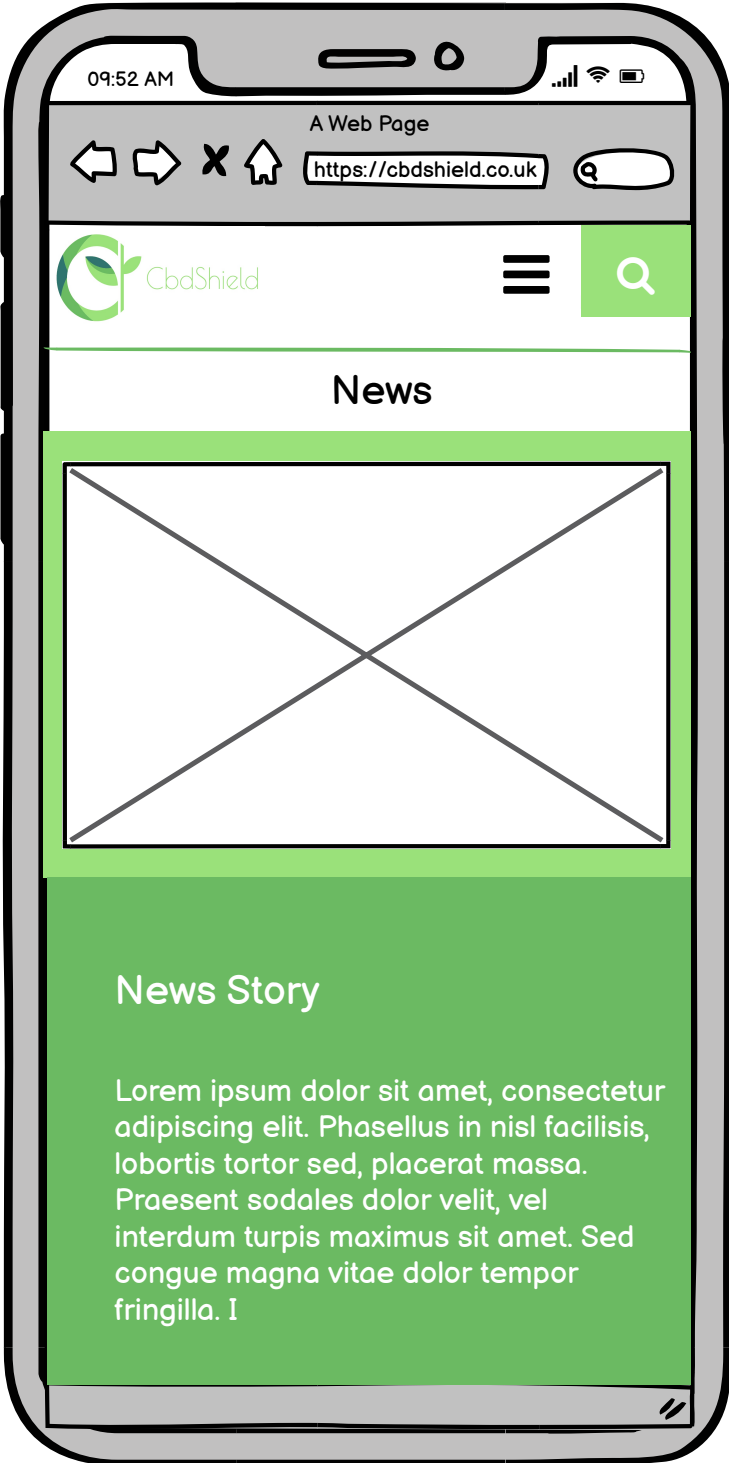 09:52 AM
A Web Page
https://cbdshield.co.uk
CbdShield
News
News Story
Lorem ipsum dolor sit amet, consectetur
adipiscing elit. Phasellus in nisl facilisis,
lobortis tortor sed, placerat massa.
Praesent sodales dolor velit, vel
interdum turpis maximus sit amet. Sed
congue magna vitae dolor tempor
fringilla. I